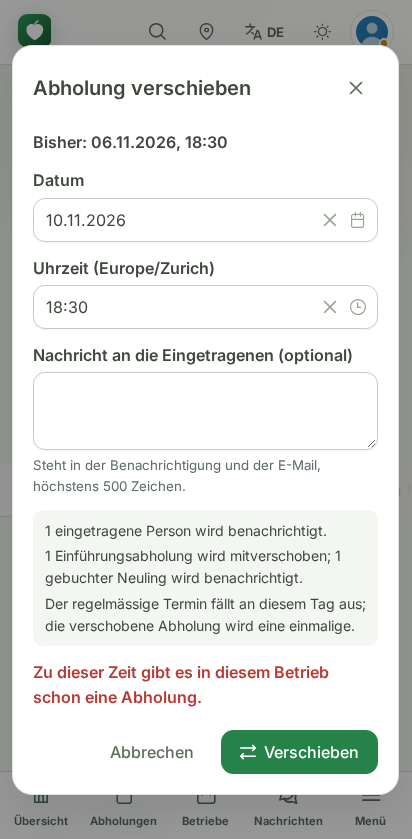 DE
Abholung verschieben
Bisher: 06.11.2026, 18:30
Datum
10.11.2026
Uhrzeit (Europe/Zurich)
18:30
Nachricht an die Eingetragenen (optional)
Steht in der Benachrichtigung und der E-Mail,
höchstens 500 Zeichen.
1 eingetragene Person wird benachrichtigt.
1 Einführungsabholung wird mitverschoben; 1
gebuchter Neuling wird benachrichtigt.
Der regelmässige Termin fällt an diesem Tag aus;
die verschobene Abholung wird eine einmalige.
Zu dieser Zeit gibt es in diesem Betrieb
schon eine Abholung.
Abbrechen
Verschieben
Übersicht
Abholungen
Betriebe
Nachrichten
Menü